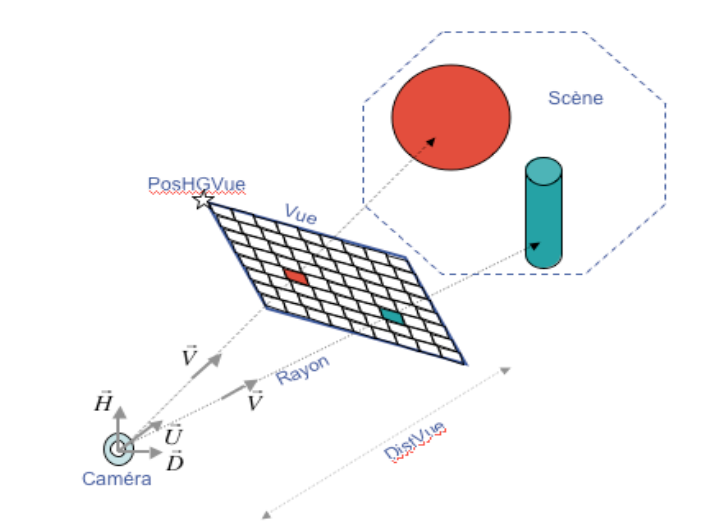 Scène
PosHGVue
Vue
V
Rayon
V
H
U
D
DistVue
Caméra